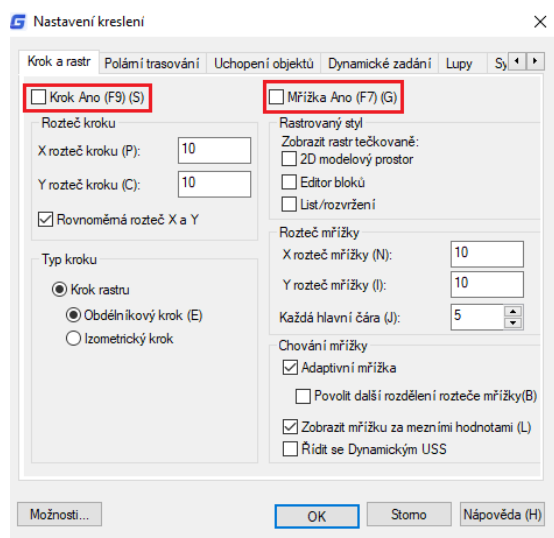 Nastavení kreslení
Krok a rastr
Polární trasování
Uchopení objektů
Dynamické zadání
Lupy
Krok Ano (F9) (S)
Rozteč kroku
X rozteč kroku (P):
10
Y rozteč kroku (C):
10
Rovnoměrná rozteč X a Y
Typ kroku
Krok rastru
Obdélníkový krok (E)
Izometrický krok
Mřížka Ano (F7) (G)
Rastrovaný styl
Zobrazit rastr tečkovaně:
2D modelový prostor
Editor bloků
List/rozvržení
Rozteč mřížky
X rozteč mřížky (N):
10
Y rozteč mřížky (I):
10
Každá hlavní čára (J):
5
Chování mřížky
Adaptivní mřížka
Povolit další rozdělení rozteče mřížky(B)
Zobrazit mřížku za mezními hodnotami (L)
Řídit se Dynamickým USS
Možnosti...
OK
Storno
Nápověda (H)